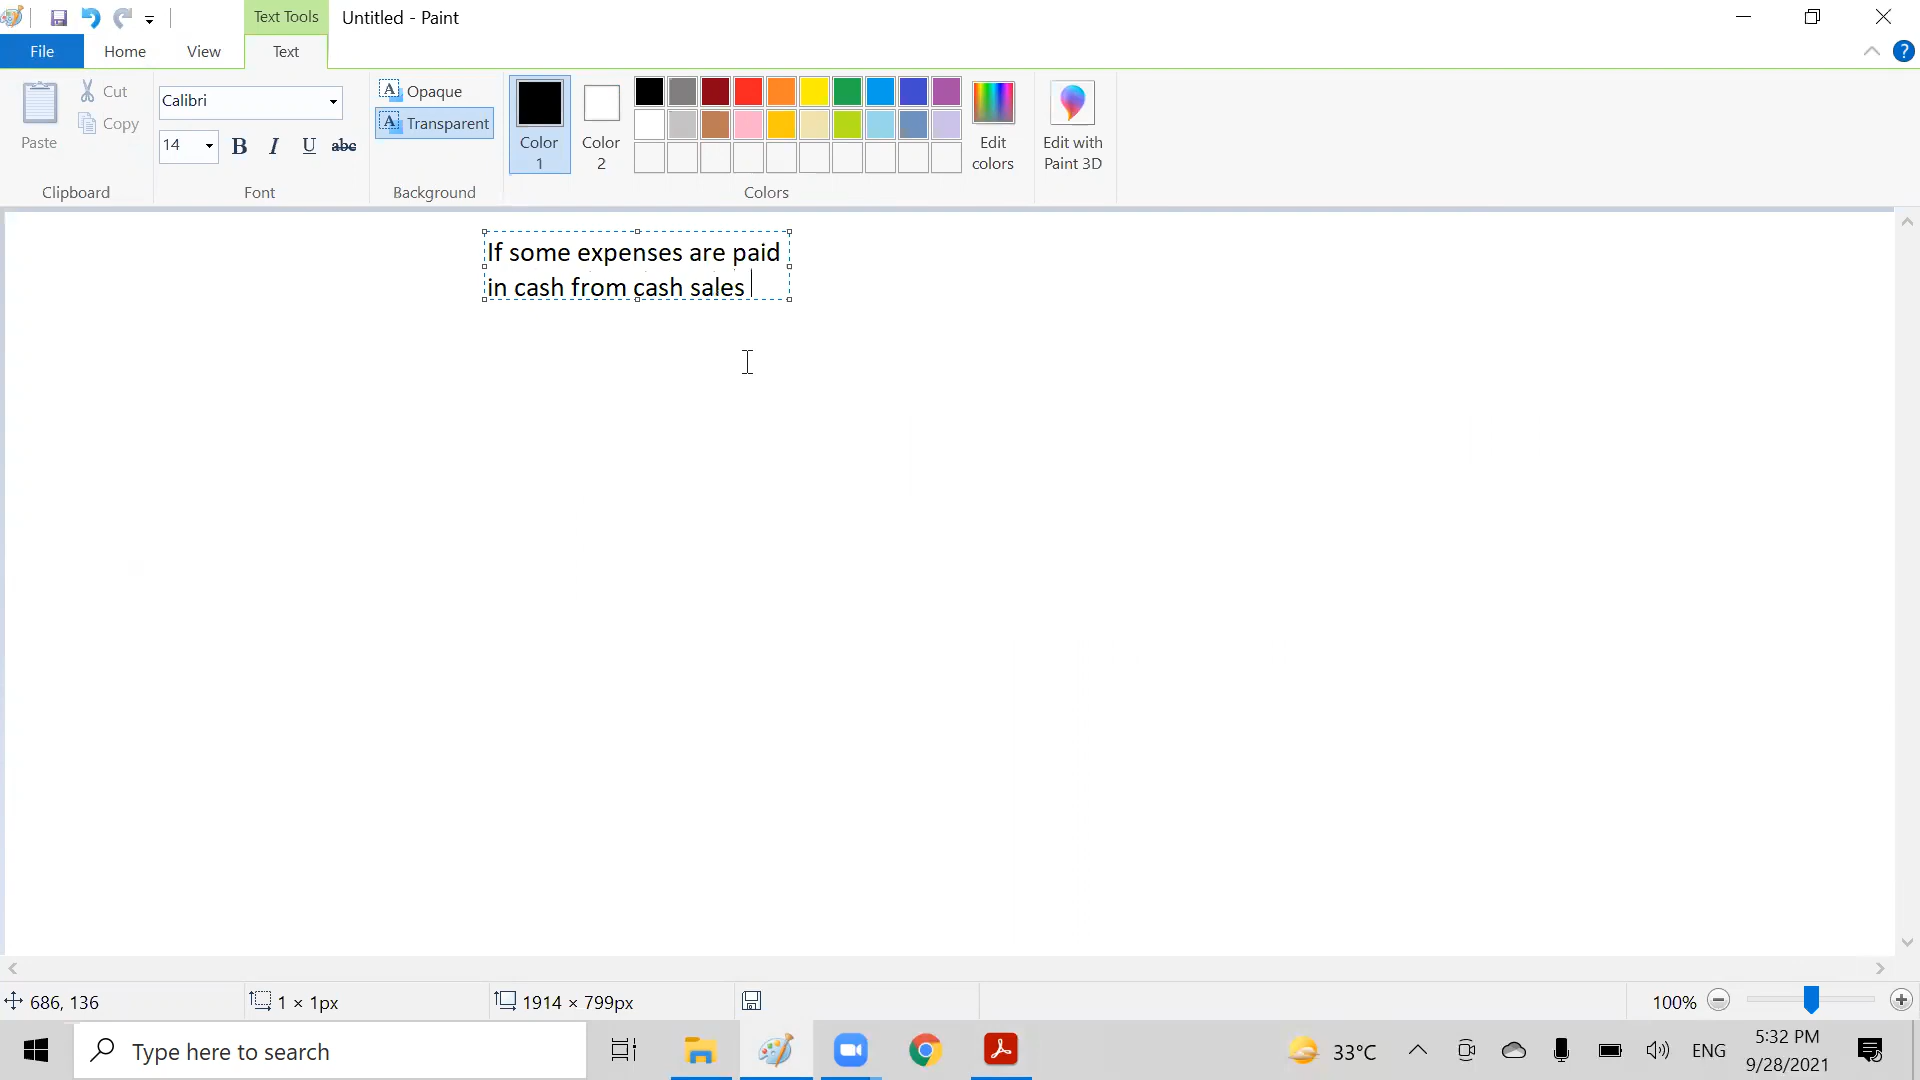 Text Tools
Untitled - Paint
File
Home
View
Text
Paste
Cut
Copy
Clipboard
Calibri
14
B I U abc
Font
A Opaque
A Transparent
Background
Color 1
Color 2
Edit colors
Colors
Edit with Paint 3D
?
If some expenses are paid
in cash from cash sales
686, 136
1 × 1px
1914 × 799px
100%
Type here to search
33°C
ENG
5:32 PM
9/28/2021